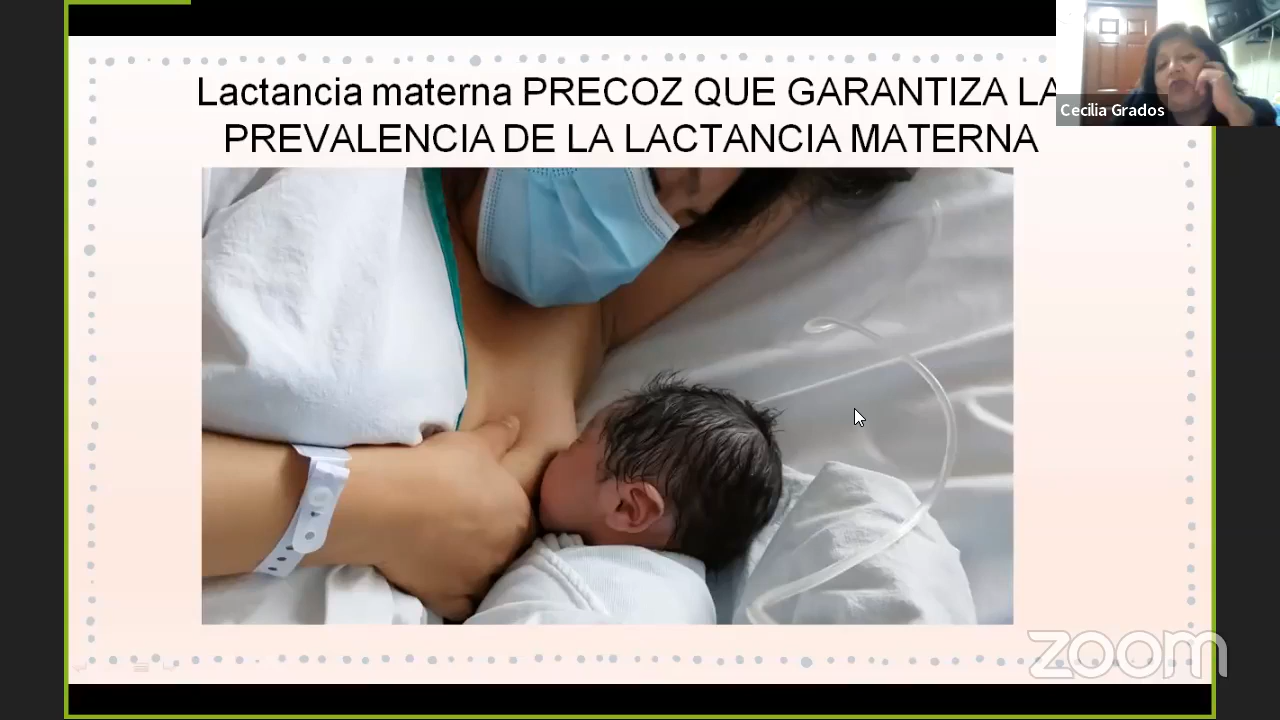 Lactancia materna PRECOZ QUE GARANTIZA LA
PREVALENCIA DE LA LACTANCIA MATERNA
Cecilia Grados
zoom